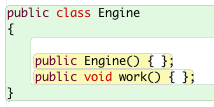 public class Engine
{
public Engine() { };
public void work() { };
}